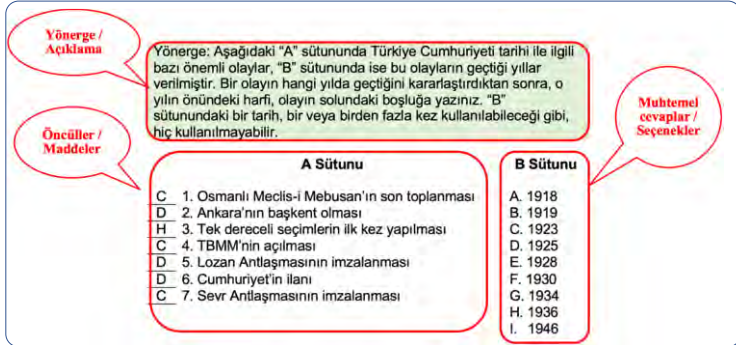 Yönerge /
Açıklama
Yönerge: Aşağıdaki “A” sütununda Türkiye Cumhuriyeti tarihi ile ilgili
bazı önemli olaylar, “B” sütununda ise bu olayların geçtiği yıllar
verilmiştir. Bir olayın hangi yılda geçtiğini kararlaştırdıktan sonra, o
yılın önündeki harfi, olayın solundaki boşluğa yazınız. “B”
sütunundaki bir tarih, bir veya birden fazla kez kullanılabileceği gibi,
hiç kullanılmayabilir.
Muhtemel
cevaplar /
Seçenekler
Öncüller /
Maddeler
A Sütunu
C 1. Osmanlı Meclis-i Mebusan’ın son toplanması
D 2. Ankara’nın başkent olması
H 3. Tek dereceli seçimlerin ilk kez yapılması
C 4. TBMM’nin açılması
D 5. Lozan Antlaşmasının imzalanması
D 6. Cumhuriyet’in ilanı
C 7. Sevr Antlaşmasının imzalanması
B Sütunu
A. 1918
B. 1919
C. 1923
D. 1925
E. 1928
F. 1930
G. 1934
H. 1936
I. 1946